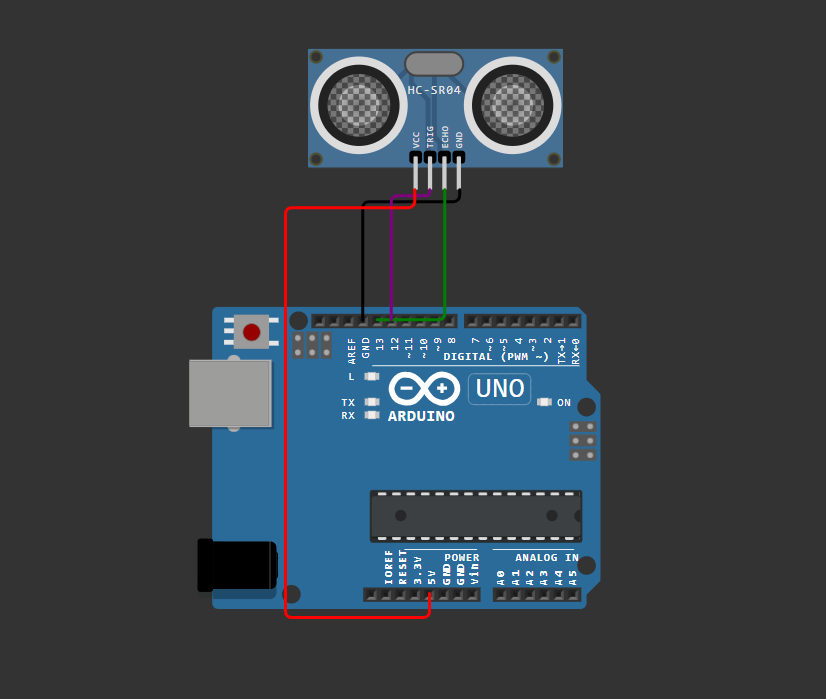 HC-SR04
VCC
TRIG
ECHO
GND
AREF
GND
13
12
~11
~10
~9
8
7
~6
~5
4
~3
2
TX→1
RX←0
DIGITAL (PWM ~)
L
TX
RX
UNO
ON
ARDUINO
POWER
ANALOG IN
IOREF
RESET
3.3V
5V
GND
GND
Vin
A0
A1
A2
A3
A4
A5